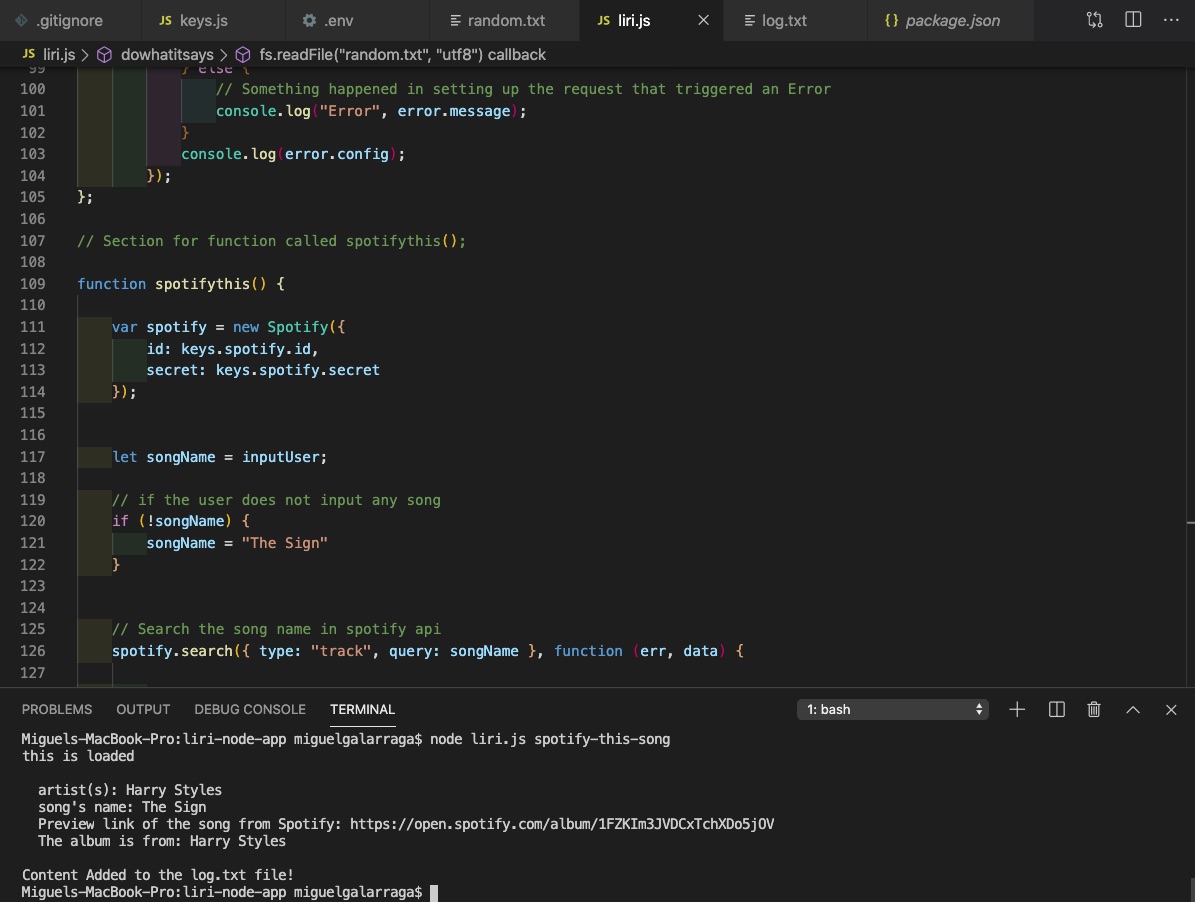 .gitignore
JS keys.js
.env
random.txt
JS liri.js
log.txt
{} package.json
JS liri.js > dowhatitsays > fs.readFile("random.txt", "utf8") callback
99 } else {
100 // Something happened in setting up the request that triggered an Error
101 console.log("Error", error.message);
102 }
103 console.log(error.config);
104 });
105 };
106
107 // Section for function called spotifythis();
108
109 function spotifythis() {
110
111 var spotify = new Spotify({
112 id: keys.spotify.id,
113 secret: keys.spotify.secret
114 });
115
116
117 let songName = inputUser;
118
119 // if the user does not input any song
120 if (!songName) {
121 songName = "The Sign"
122 }
123
124
125 // Search the song name in spotify api
126 spotify.search({ type: "track", query: songName }, function (err, data) {
127
PROBLEMS OUTPUT DEBUG CONSOLE TERMINAL 1: bash
Miguels-MacBook-Pro:liri-node-app miguelgalarraga$ node liri.js spotify-this-song
this is loaded
artist(s): Harry Styles
song's name: The Sign
Preview link of the song from Spotify: https://open.spotify.com/album/1FZKIm3JVDCxTchXDo5jOV
The album is from: Harry Styles
Content Added to the log.txt file!
Miguels-MacBook-Pro:liri-node-app miguelgalarraga$